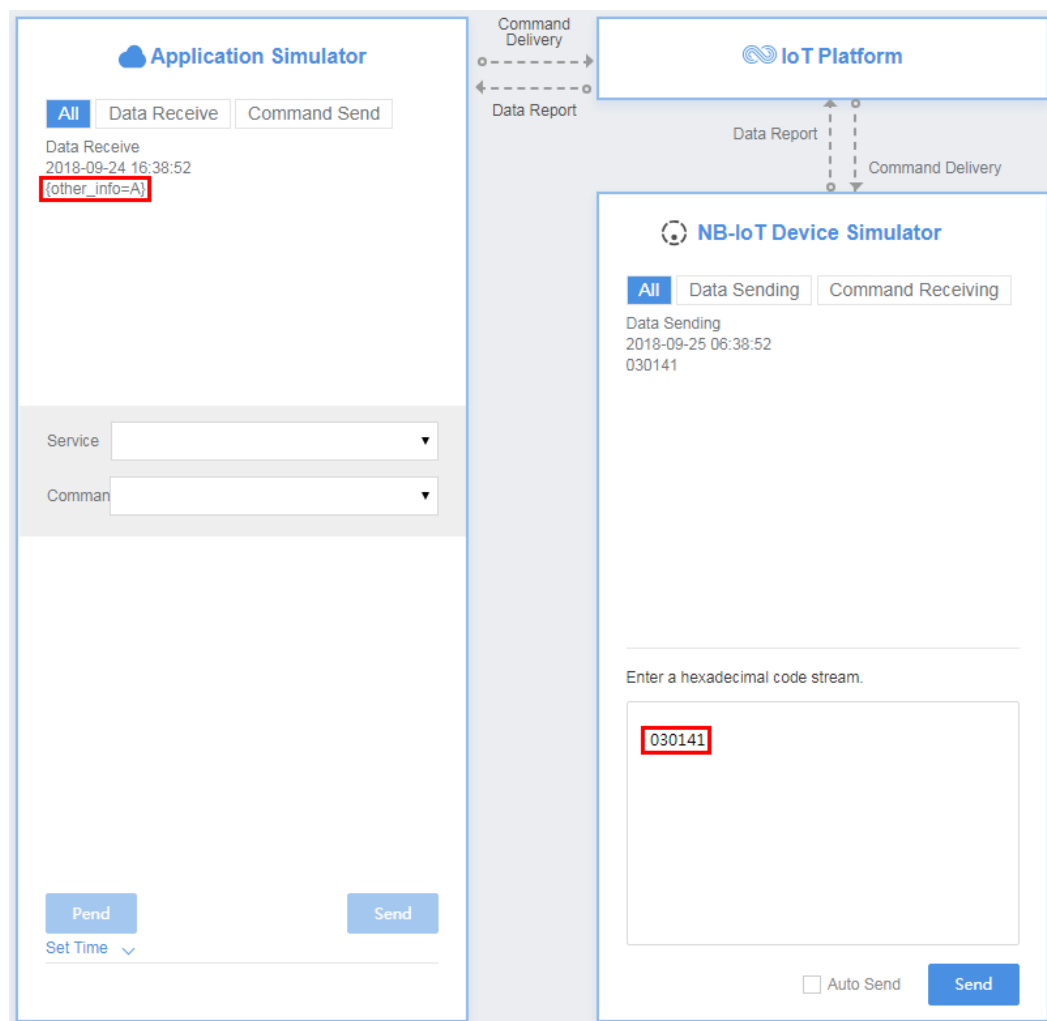 Application Simulator
All Data Receive Command Send
Data Receive
2018-09-24 16:38:52
{other_info=A}
Service
Comman
Pend Send
Set Time
Command
Delivery
Data Report
IoT Platform
Data Report
Command Delivery
NB-IoT Device Simulator
All Data Sending Command Receiving
Data Sending
2018-09-25 06:38:52
030141
Enter a hexadecimal code stream.
030141
Auto Send Send